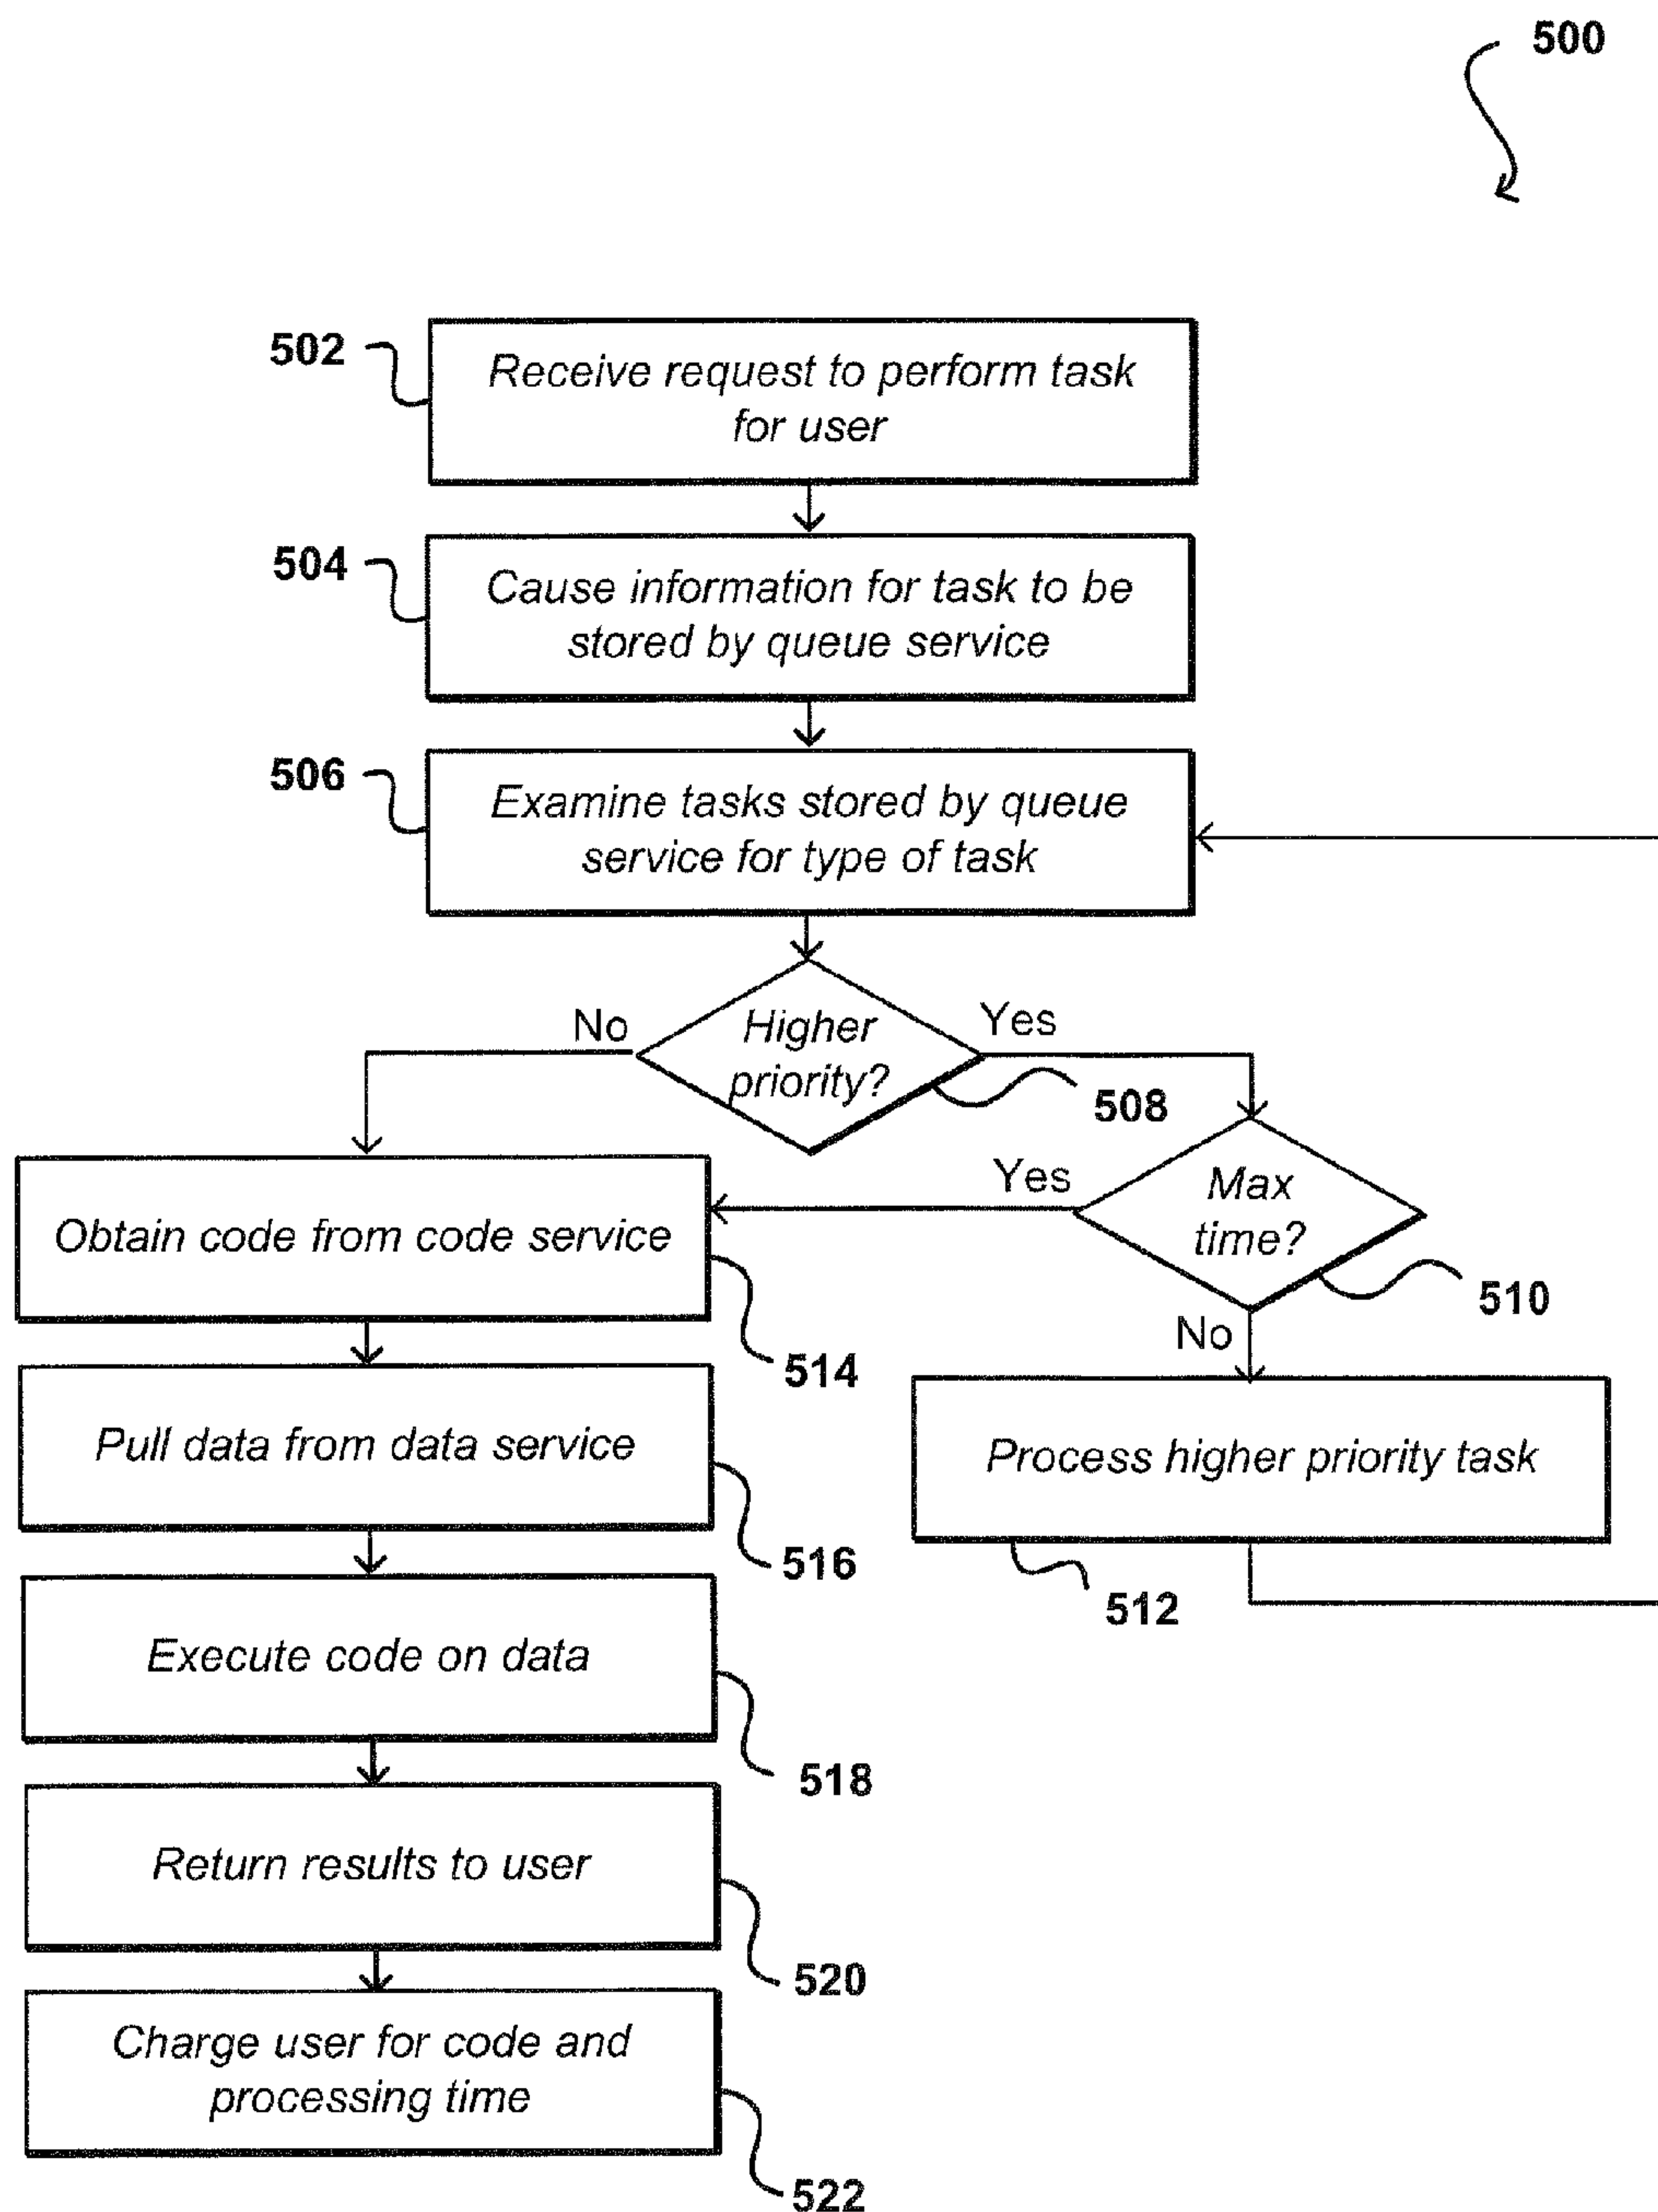 500
502
Receive request to perform task
for user
504
Cause information for task to be
stored by queue service
506
Examine tasks stored by queue
service for type of task
No
Higher
priority?
Yes
508
Obtain code from code service
Yes
Max
time?
510
No
514
Pull data from data service
Process higher priority task
516
512
Execute code on data
518
Return results to user
520
Charge user for code and
processing time
522